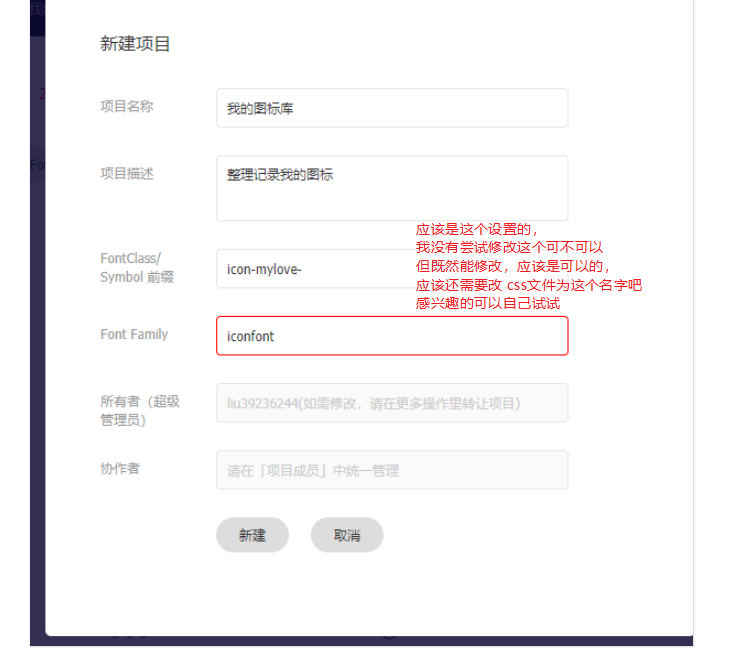 新建项目
项目名称
我的图标库
项目描述
整理记录我的图标
应该是这个设置的，
我没有尝试修改这个可不可以
但既然能修改，应该是可以的，
应该还需要改 css文件为这个名字吧
感兴趣的可以自己试试
FontClass/
Symbol 前缀
icon-mylove-
Font Family
iconfont
所有者（超级
管理员）
liu39236244(如需修改，请在更多操作里转让项目)
协作者
请在「项目成员」中统一管理
新建
取消